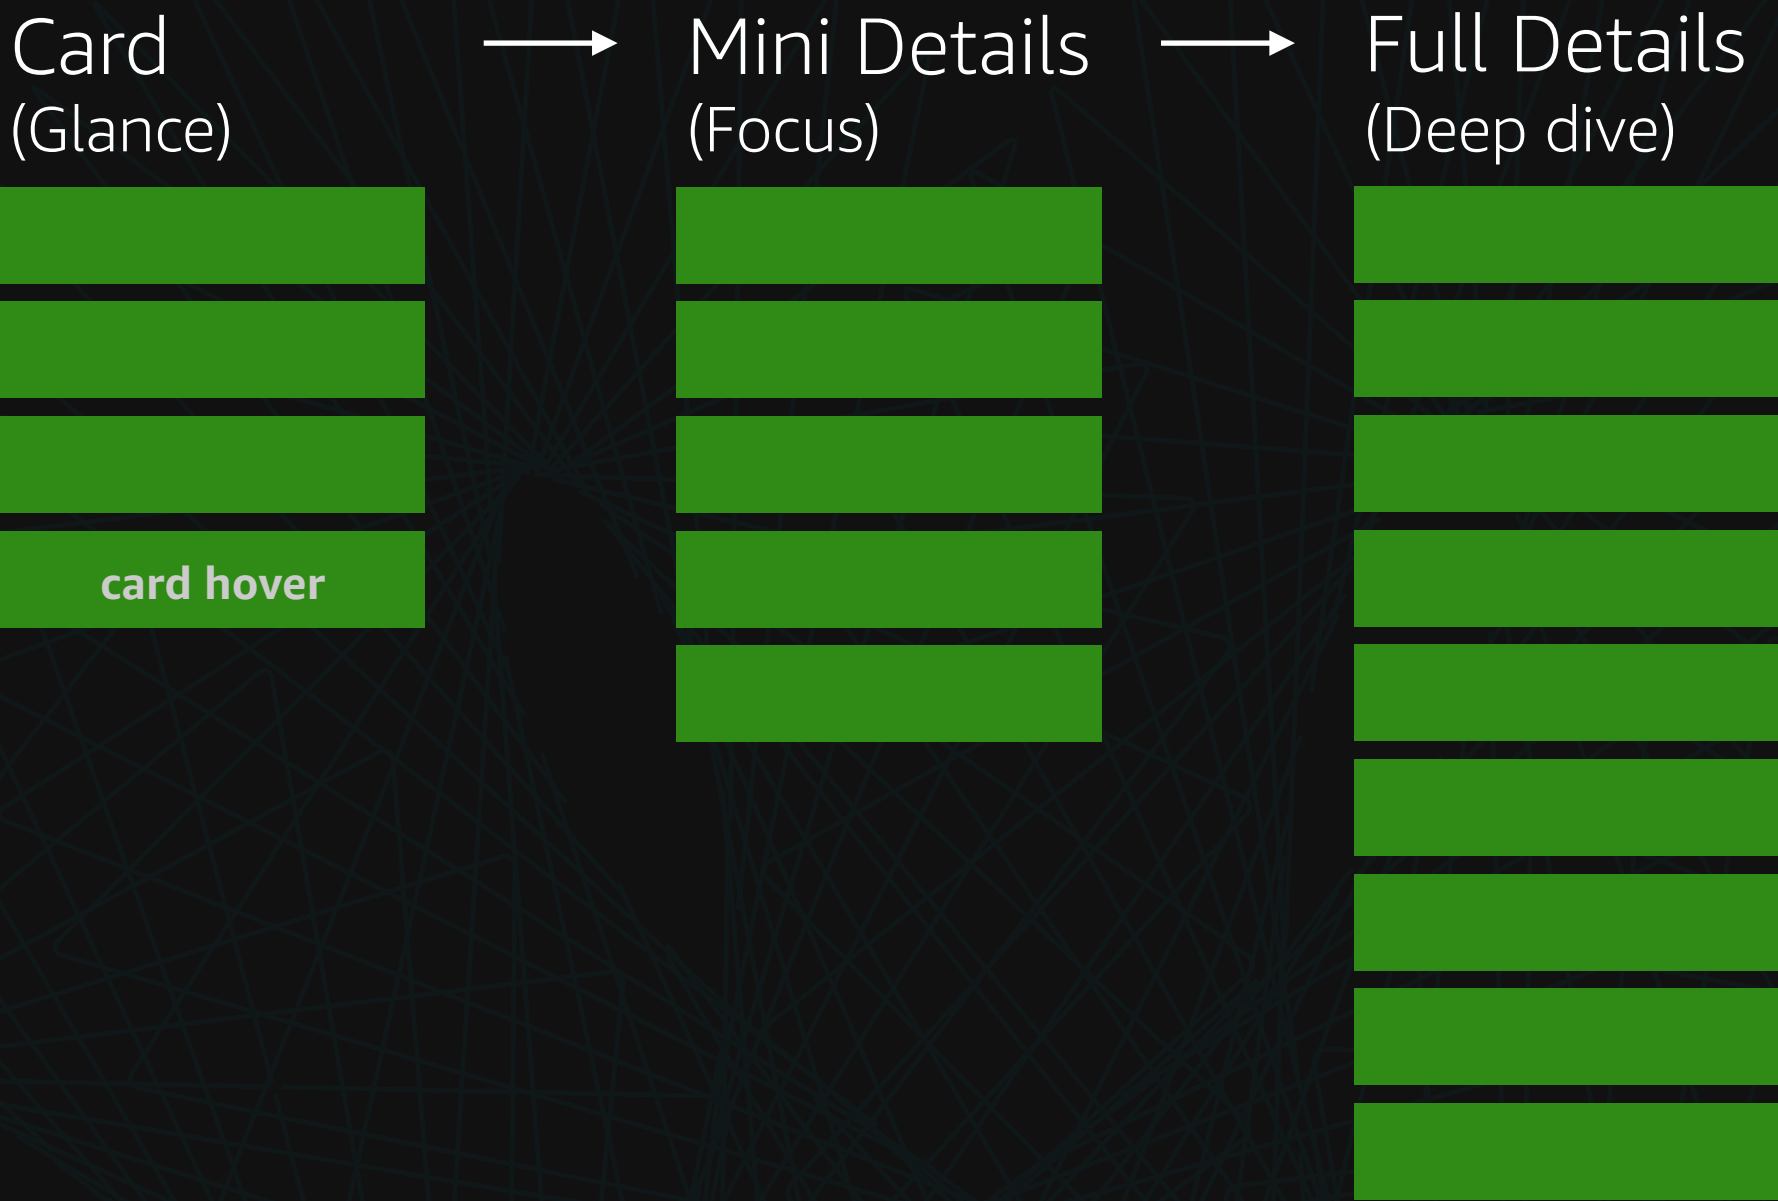 Card
(Glance)
Mini Details
(Focus)
Full Details
(Deep dive)
card hover